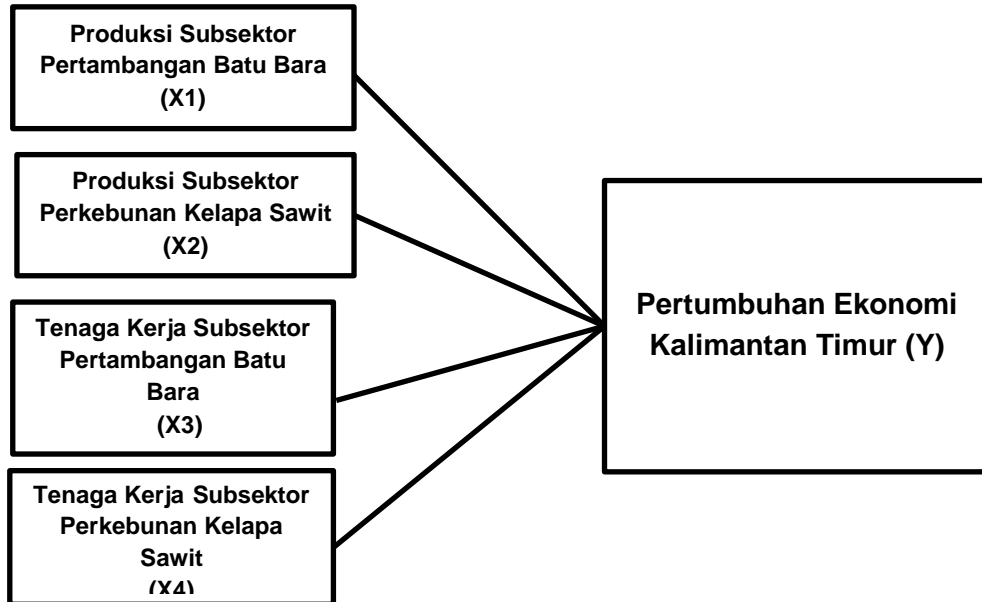 Produksi Subsektor
Pertambangan Batu Bara
(X1)
Produksi Subsektor
Perkebunan Kelapa Sawit
(X2)
Tenaga Kerja Subsektor
Pertambangan Batu
Bara
(X3)
Tenaga Kerja Subsektor
Perkebunan Kelapa
Sawit
(X4)
Pertumbuhan Ekonomi
Kalimantan Timur (Y)